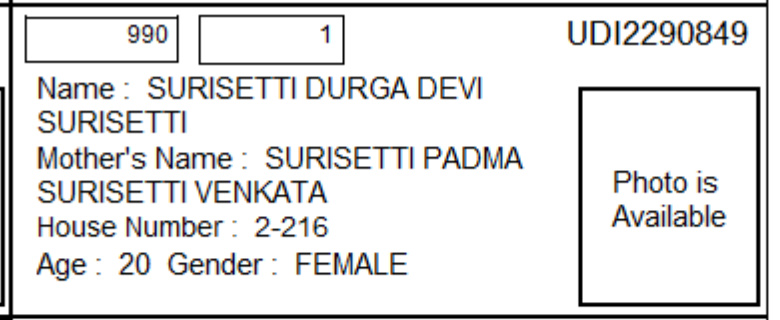 990 1 UDI2290849
Name : SURISETTI DURGA DEVI
SURISETTI
Mother's Name : SURISETTI PADMA
SURISETTI VENKATA
House Number : 2-216
Age : 20 Gender : FEMALE
Photo is
Available